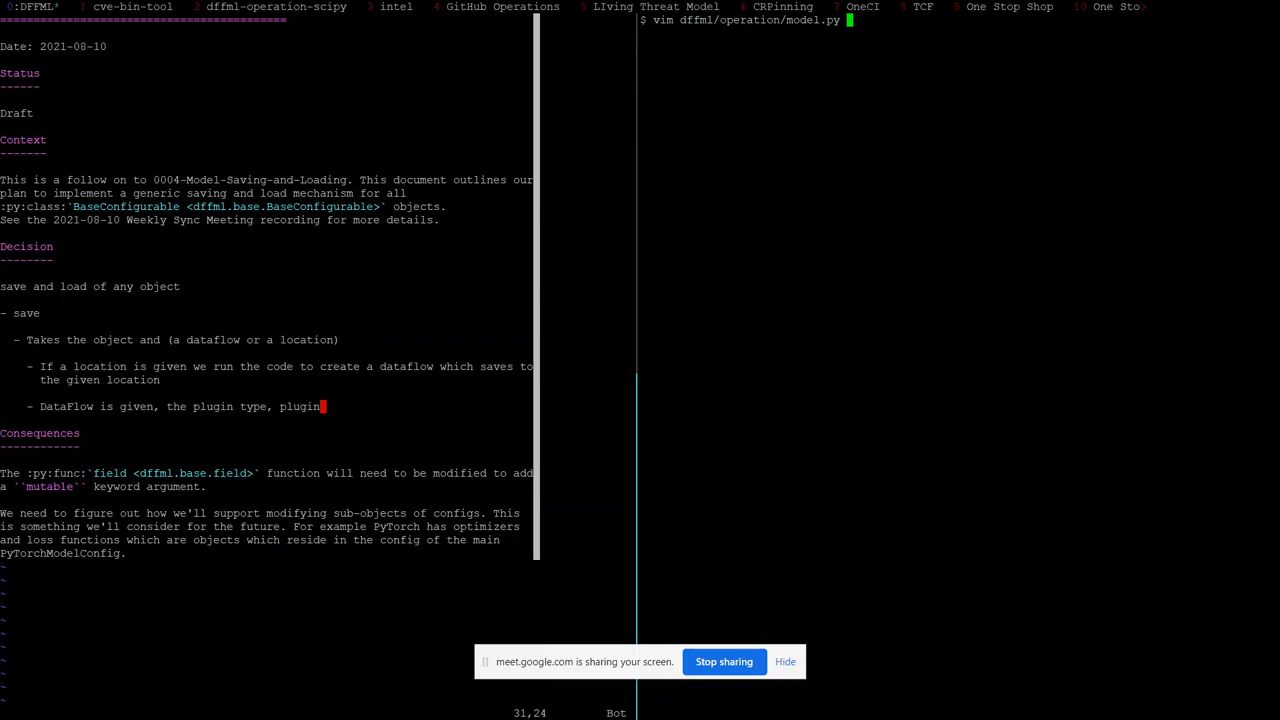 0:DFFML* 1 cve-bin-tool 2 dffml-operation-scipy 3 intel 4 GitHub Operations 5 LIving Threat Model 6 CRPinning 7 OneCI 8 TCF 9 One Stop Shop 10 One Sto>
===========================================
$ vim dffml/operation/model.py
Date: 2021-08-10
Status
------
Draft
Context
-------
This is a follow on to 0004-Model-Saving-and-Loading. This document outlines our
plan to implement a generic saving and load mechanism for all
:py:class:`BaseConfigurable <dffml.base.BaseConfigurable>` objects.
See the 2021-08-10 Weekly Sync Meeting recording for more details.
Decision
--------
save and load of any object
- save
- Takes the object and (a dataflow or a location)
- If a location is given we run the code to create a dataflow which saves to
the given location
- DataFlow is given, the plugin type, plugin
Consequences
------------
The :py:func:`field <dffml.base.field>` function will need to be modified to add
a ``mutable`` keyword argument.
We need to figure out how we'll support modifying sub-objects of configs. This
is something we'll consider for the future. For example PyTorch has optimizers
and loss functions which are objects which reside in the config of the main
PyTorchModelConfig.
~
~
~
~
~
~
~
~
~
~
~
meet.google.com is sharing your screen. Stop sharing Hide
31,24 Bot